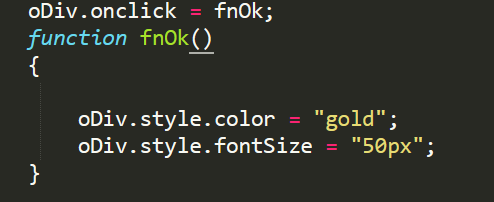 oDiv.onclick = fnOk;
function fnOk()
{
oDiv.style.color = "gold";
oDiv.style.fontSize = "50px";
}